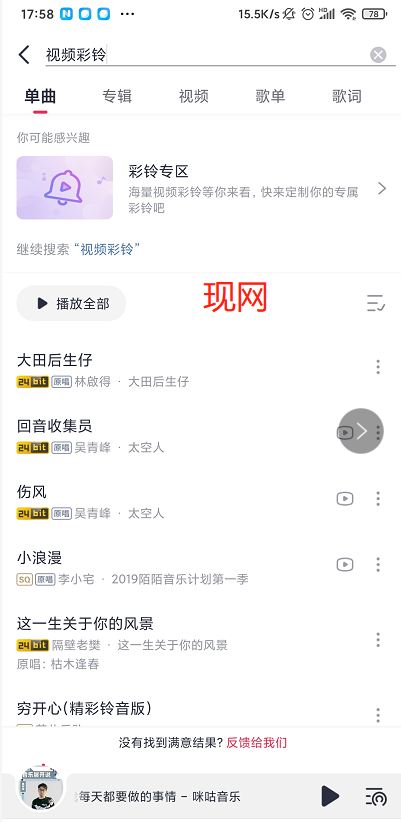 17:58 N ··· 15.5K/s HD 78
视频彩铃
单曲 专辑 视频 歌单 歌词
你可能感兴趣
彩铃专区
海量视频彩铃等你来看，快来定制你的专属
彩铃吧
继续搜索“视频彩铃”
现网
播放全部
大田后生仔
24bit 原唱 林啟得 · 大田后生仔
回音收集员
24bit 原唱 吴青峰 · 太空人
伤风
24bit 原唱 吴青峰 · 太空人
小浪漫
SQ 原唱 李小宅 · 2019陌陌音乐计划第一季
这一生关于你的风景
24bit 隔壁老樊 · 这一生关于你的风景
原唱：枯木逢春
穷开心(精彩铃音版)
没有找到满意结果？反馈给我们
每天都要做的事情 - 咪咕音乐